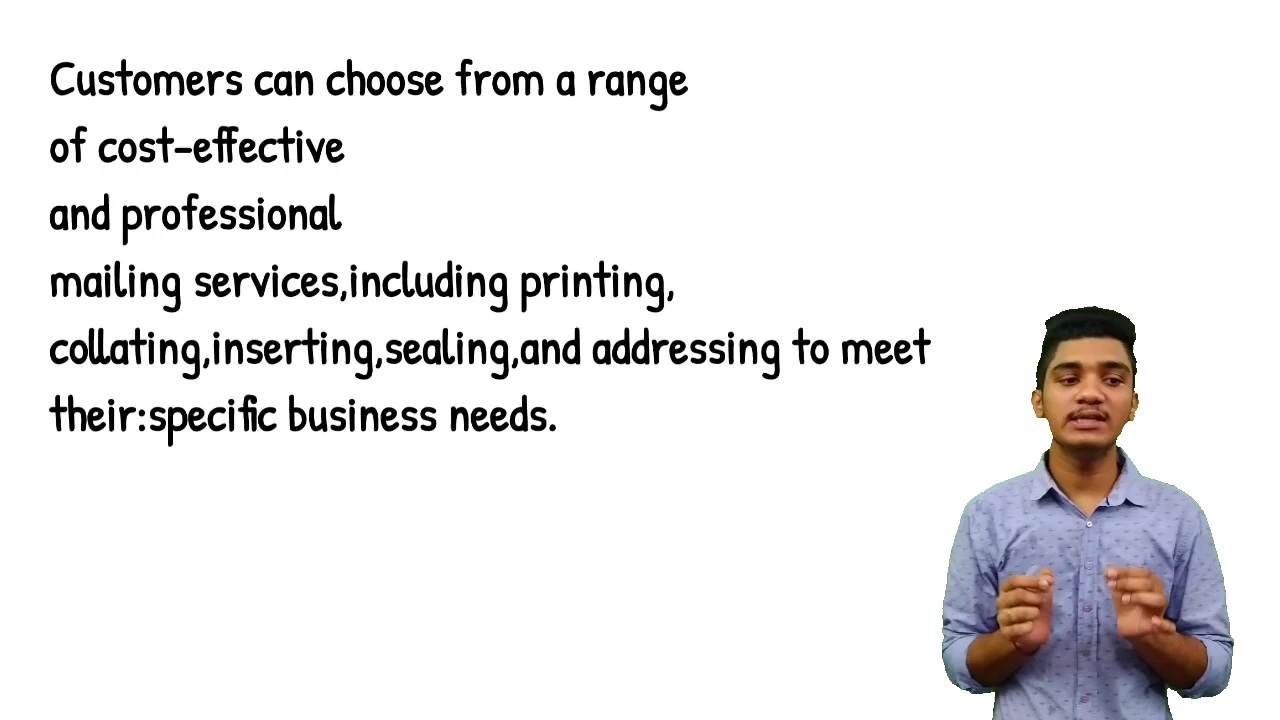 Customers can choose from a range
of cost-effective
and professional
mailing services,including printing,
collating,inserting,sealing,and addressing to meet
their:specific business needs.